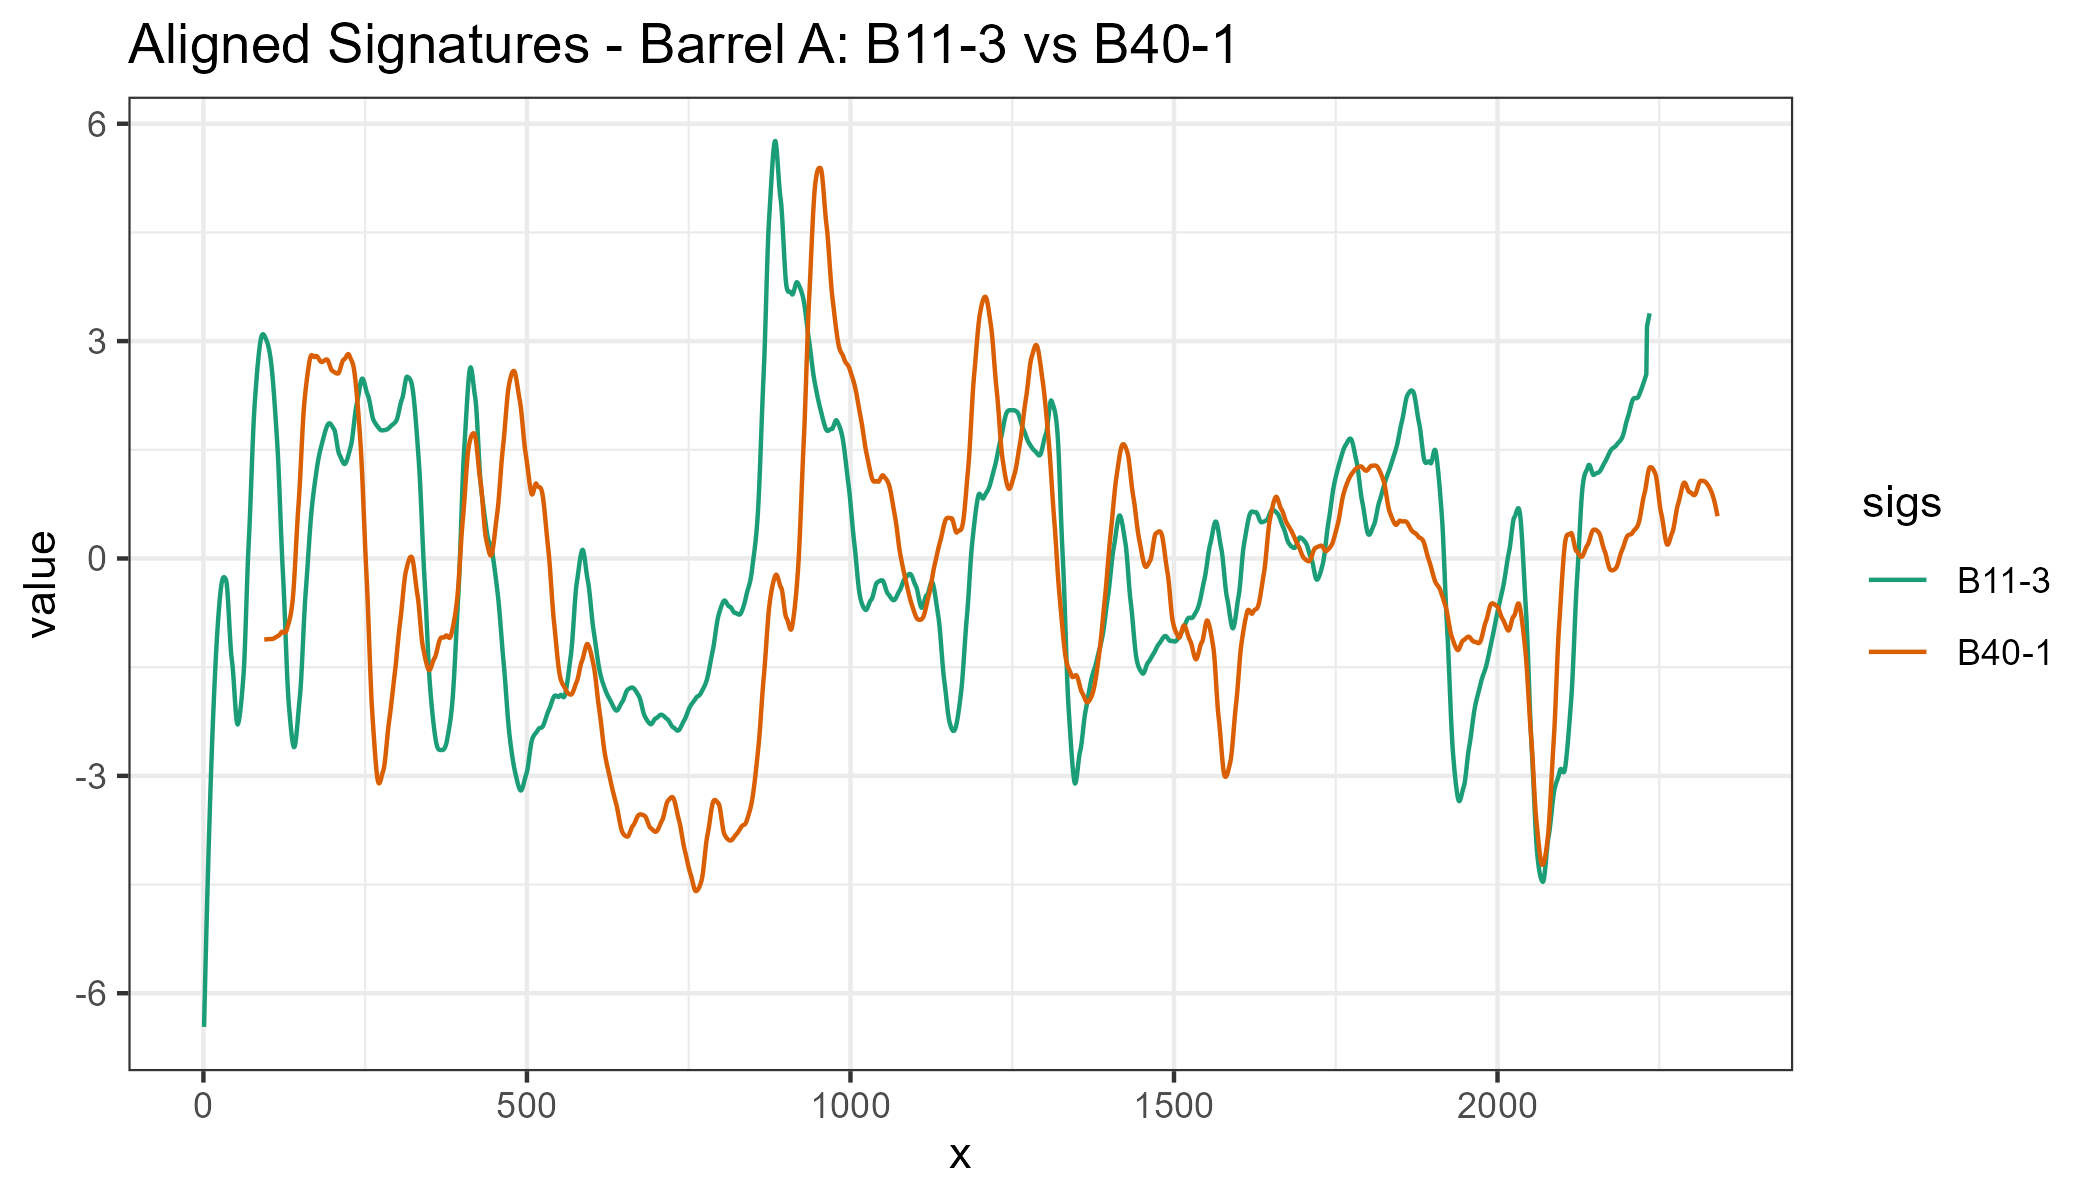 Aligned Signatures - Barrel A: B11-3 vs B40-1
6
3
0
-3
-6
value
0 500 1000 1500 2000
x
sigs
B11-3
B40-1